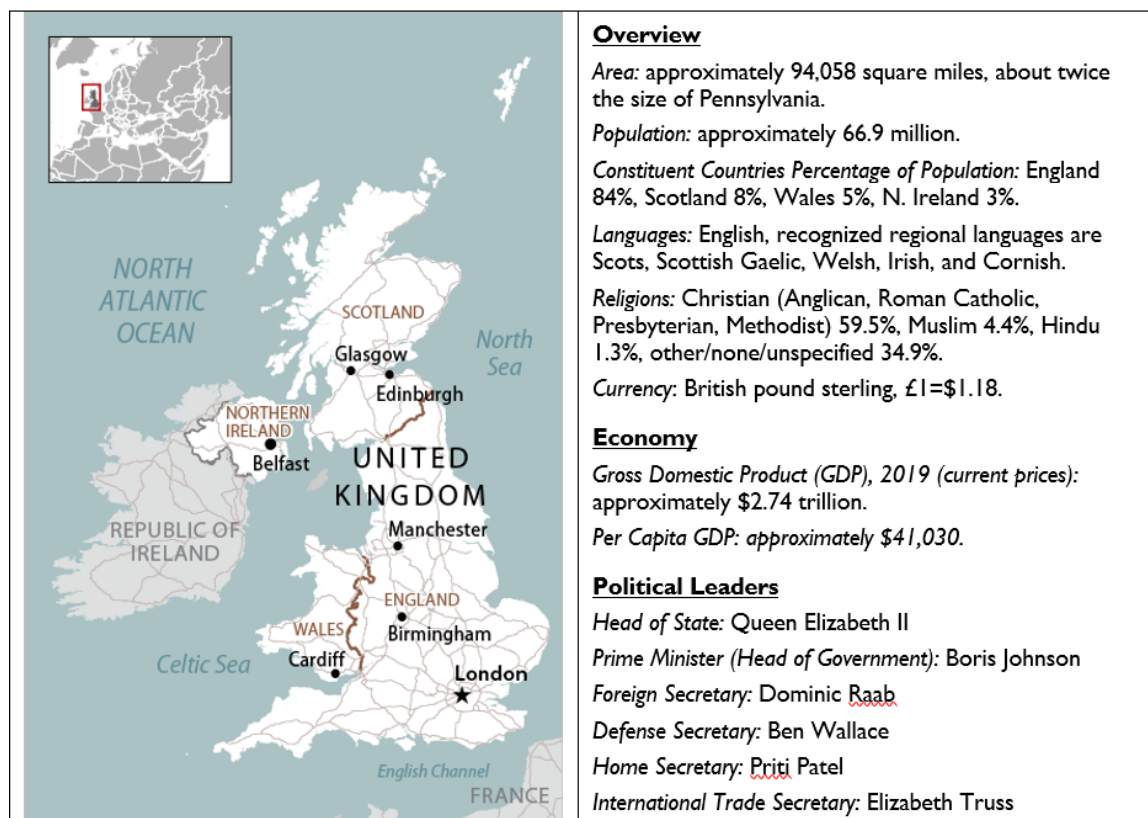 NORTH
ATLANTIC
OCEAN
SCOTLAND
North
Sea
Glasgow
Edinburgh
NORTHERN
IRELAND
Belfast
UNITED
KINGDOM
REPUBLIC OF
IRELAND
Manchester
ENGLAND
WALES
Birmingham
Celtic Sea
Cardiff
London
English Channel
FRANCE
Overview
Area: approximately 94,058 square miles, about twice
the size of Pennsylvania.
Population: approximately 66.9 million.
Constituent Countries Percentage of Population: England
84%, Scotland 8%, Wales 5%, N. Ireland 3%.
Languages: English, recognized regional languages are
Scots, Scottish Gaelic, Welsh, Irish, and Cornish.
Religions: Christian (Anglican, Roman Catholic,
Presbyterian, Methodist) 59.5%, Muslim 4.4%, Hindu
1.3%, other/none/unspecified 34.9%.
Currency: British pound sterling, £1=$1.18.
Economy
Gross Domestic Product (GDP), 2019 (current prices):
approximately $2.74 trillion.
Per Capita GDP: approximately $41,030.
Political Leaders
Head of State: Queen Elizabeth II
Prime Minister (Head of Government): Boris Johnson
Foreign Secretary: Dominic Raab
Defense Secretary: Ben Wallace
Home Secretary: Priti Patel
International Trade Secretary: Elizabeth Truss